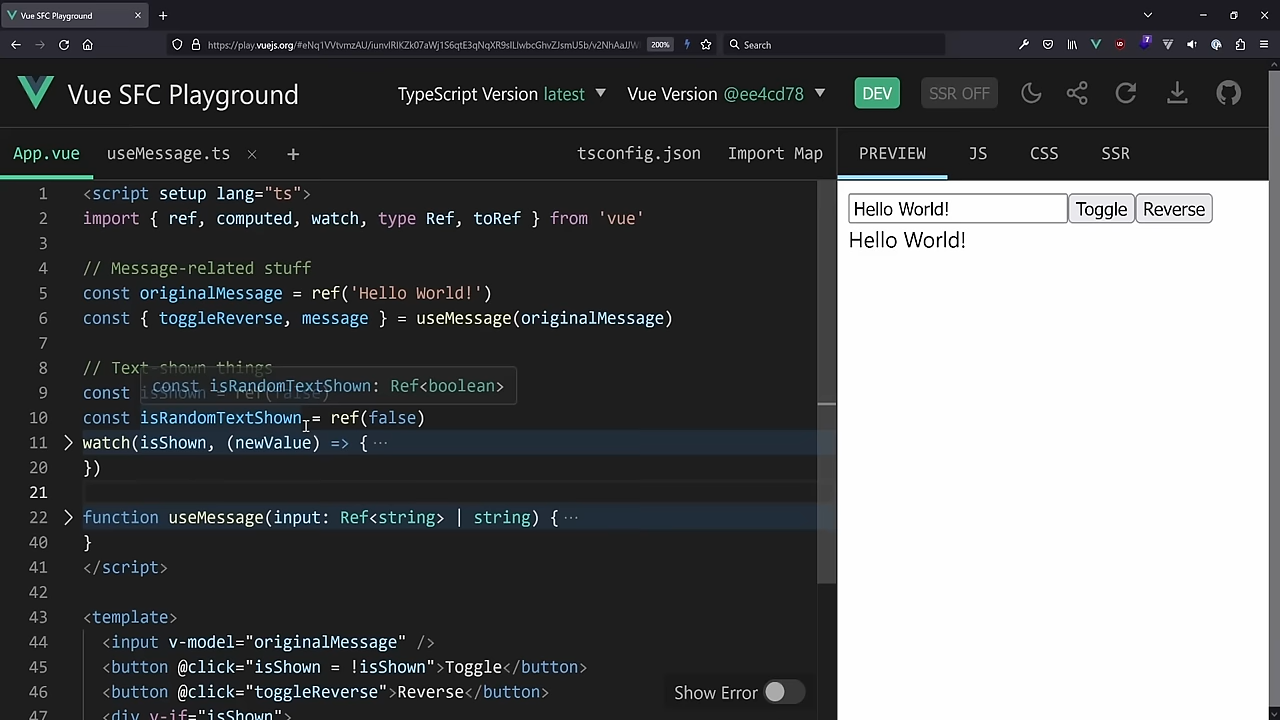 Vue SFC Playground
https://play.vuejs.org/#eNq1VVtvmzAU/iunvIRIKZk07aWj1S6qtE3qNqXR9sILlwbcGhvZJsmU5b/v2NhAaJJW
200%
Search
7
Vue SFC Playground
TypeScript Version latest
Vue Version @ee4cd78
DEV
SSR OFF
App.vue
useMessage.ts
tsconfig.json
Import Map
PREVIEW
JS
CSS
SSR
1 <script setup lang="ts">
2 import { ref, computed, watch, type Ref, toRef } from 'vue'
3
4 // Message-related stuff
5 const originalMessage = ref('Hello World!')
6 const { toggleReverse, message } = useMessage(originalMessage)
7
8 // Text-shown things
const isRandomTextShown: Ref<boolean>
9 const isShown = ref(false)
10 const isRandomTextShown = ref(false)
11 watch(isShown, (newValue) => { ···
20 })
21
22 function useMessage(input: Ref<string> | string) { ···
40 }
41 </script>
42
43 <template>
44 <input v-model="originalMessage" />
45 <button @click="isShown = !isShown">Toggle</button>
46 <button @click="toggleReverse">Reverse</button>
47 <div v-if="isShown">
Show Error
Hello World!
Toggle
Reverse
Hello World!